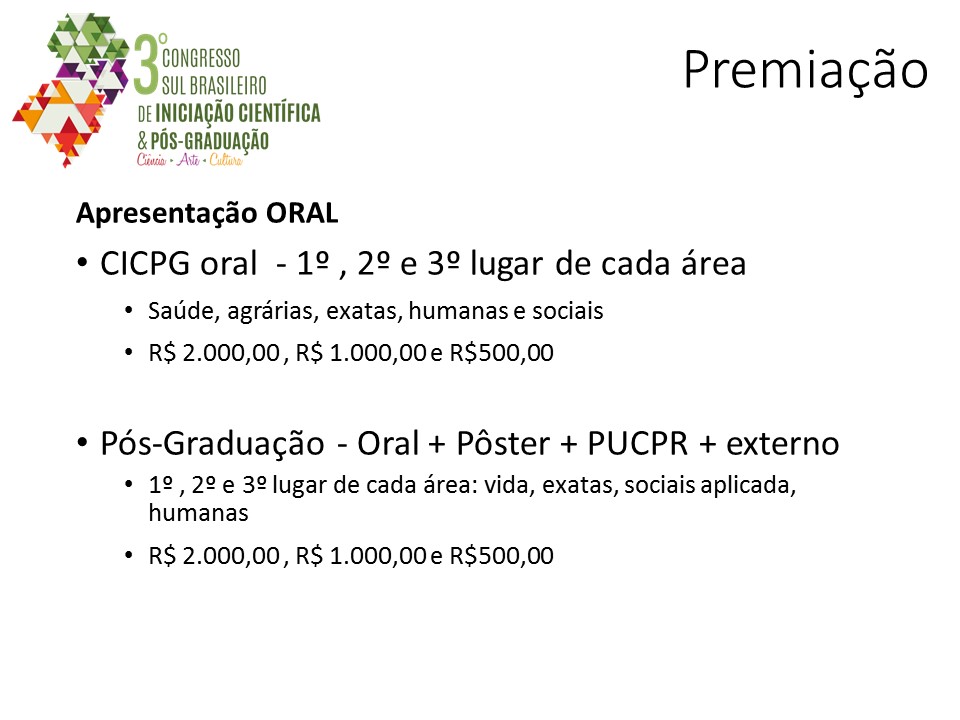 3º CONGRESSO
SUL BRASILEIRO
DE INICIAÇÃO CIENTÍFICA
& PÓS-GRADUAÇÃO
Ciência • Arte • Cultura
Premiação
Apresentação ORAL
• CICPG oral - 1º , 2º e 3º lugar de cada área
• Saúde, agrárias, exatas, humanas e sociais
• R$ 2.000,00 , R$ 1.000,00 e R$500,00
• Pós-Graduação - Oral + Pôster + PUCPR + externo
• 1º , 2º e 3º lugar de cada área: vida, exatas, sociais aplicada,
humanas
• R$ 2.000,00 , R$ 1.000,00 e R$500,00